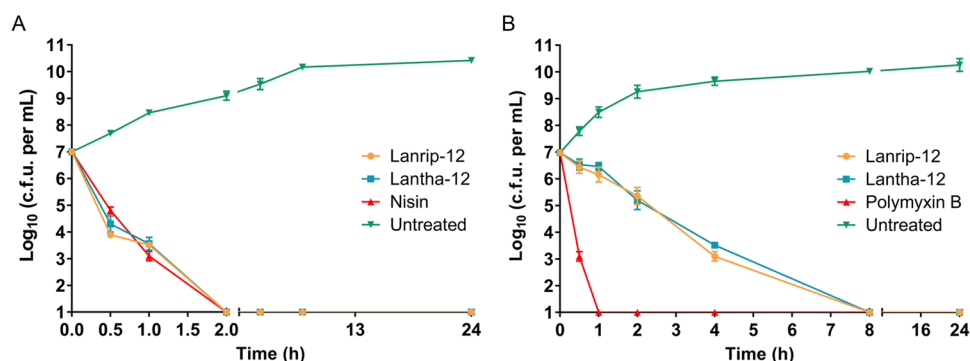 A
Log10 (c.f.u. per mL)
11
10
9
8
7
6
5
4
3
2
1
Lanrip-12
Lantha-12
Nisin
Untreated
0.0 0.5 1.0 1.5 2.0 13 24
Time (h)
B
Log10 (c.f.u. per mL)
11
10
9
8
7
6
5
4
3
2
1
Lanrip-12
Lantha-12
Polymyxin B
Untreated
0 1 2 3 4 5 6 7 8 16 24
Time (h)